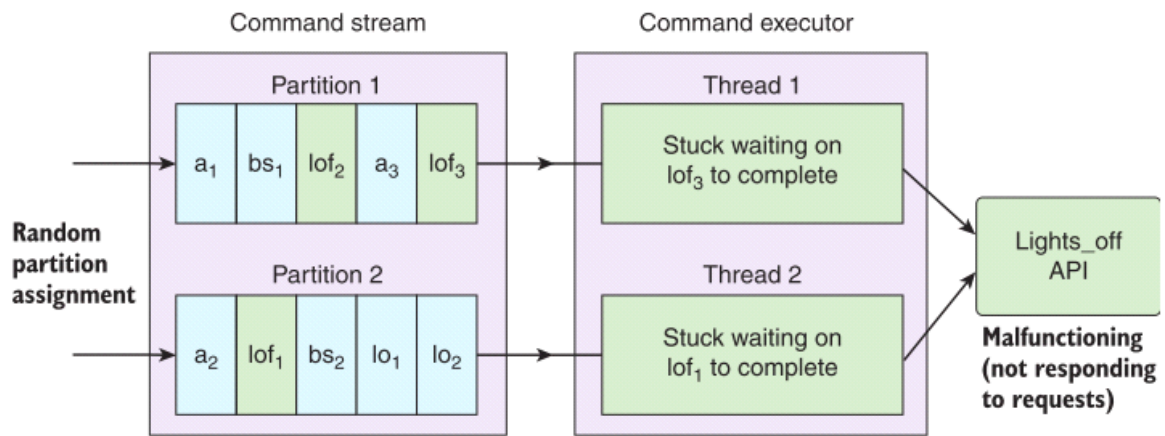 Command stream
Command executor
Partition 1
a₁ bs₁ lof₂ a₃ lof₃
Thread 1
Stuck waiting on
lof₃ to complete
Random
partition
assignment
Lights_off
API
Partition 2
a₂ lof₁ bs₂ lo₁ lo₂
Thread 2
Stuck waiting on
lof₁ to complete
Malfunctioning
(not responding
to requests)